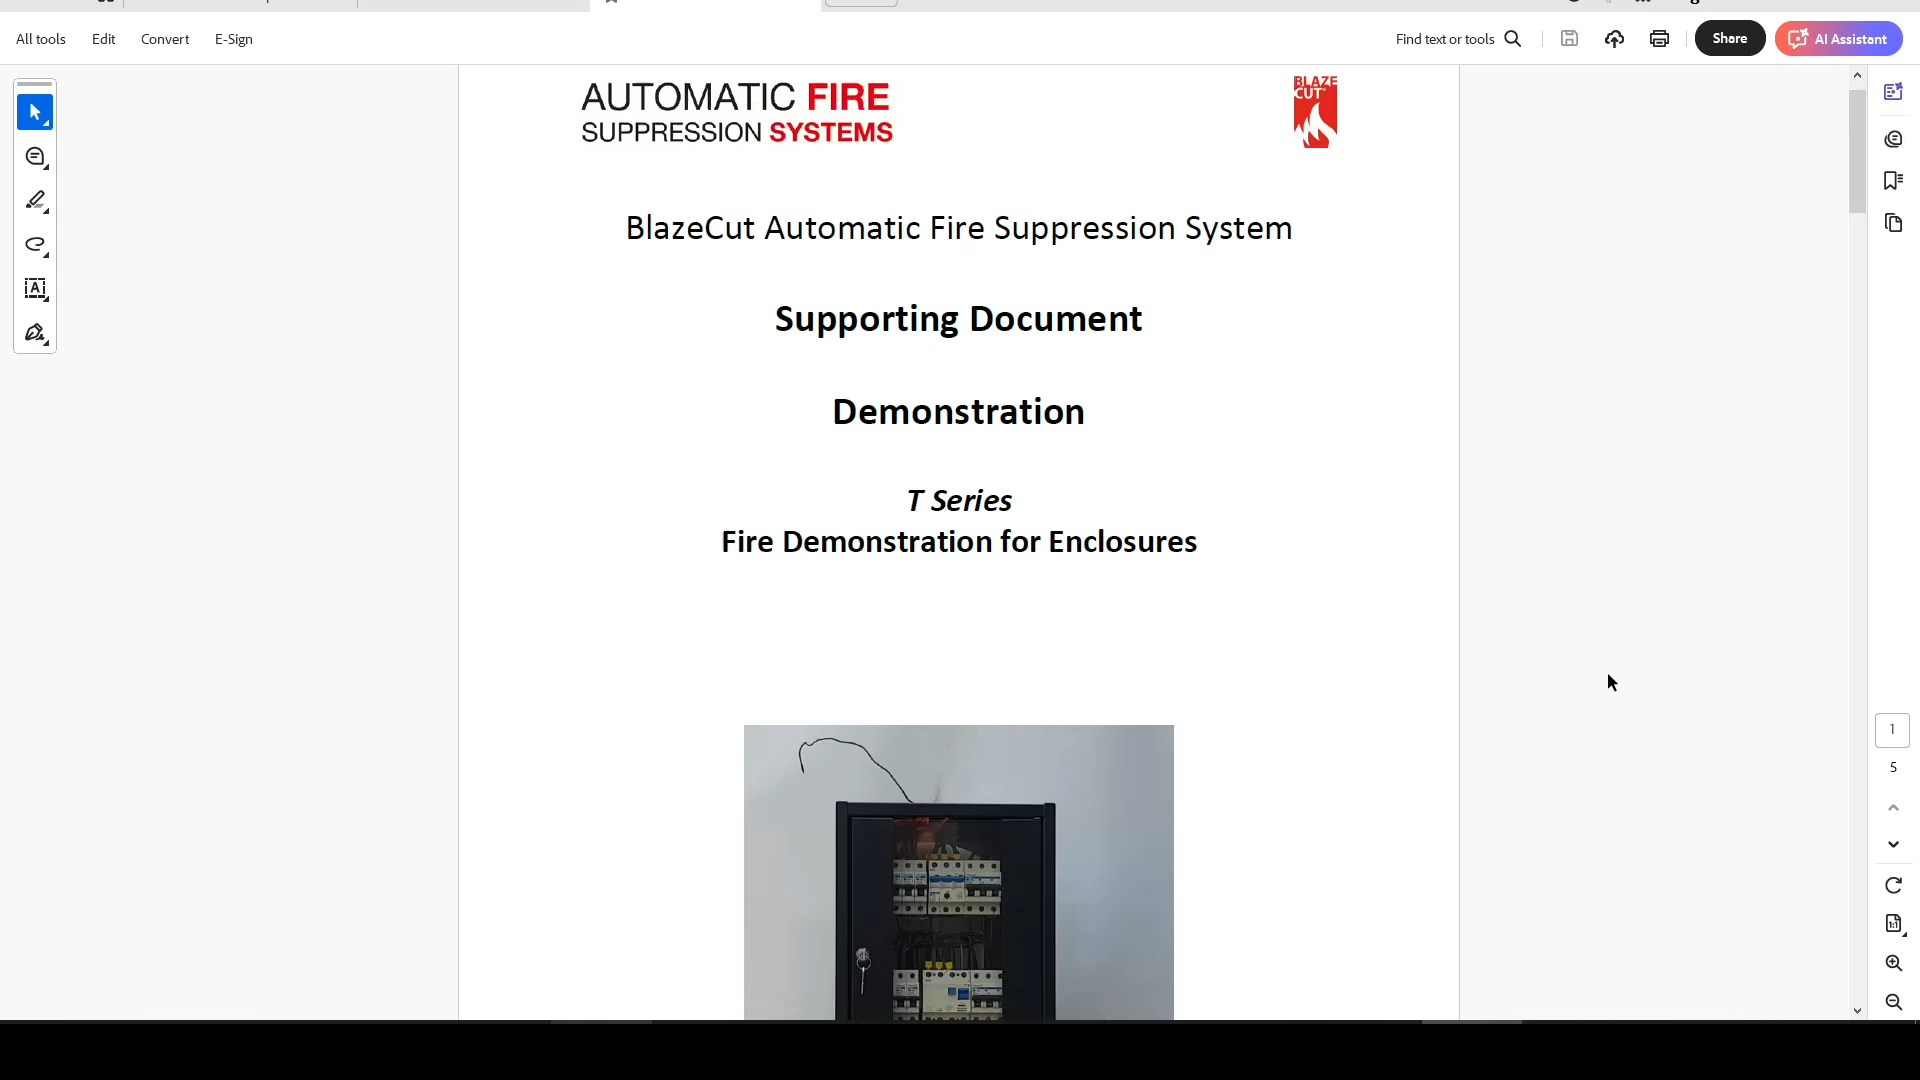 All tools Edit Convert E-Sign Find text or tools Share AI Assistant
AUTOMATIC FIRE
SUPPRESSION SYSTEMS
BLAZE
CUT
BlazeCut Automatic Fire Suppression System
Supporting Document
Demonstration
T Series
Fire Demonstration for Enclosures
1
5